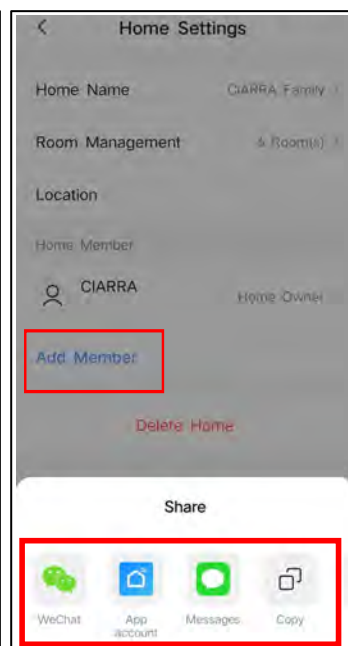 Home Settings
Home Name CIARRA Family
Room Management 6 Room(s)
Location
Home Member
CIARRA Home Owner
Add Member
Delete Home
Share
WeChat App account Messages Copy